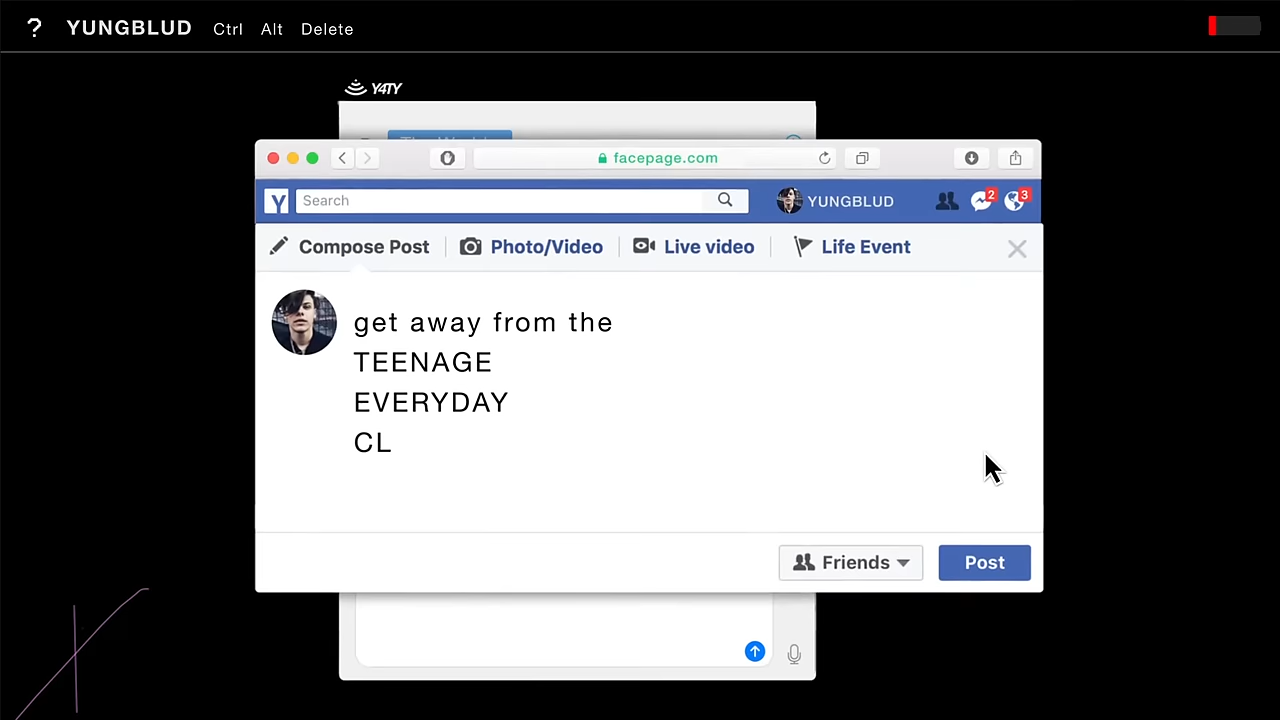 ? YUNGBLUD Ctrl Alt Delete
Y4TY
facepage.com
Y Search YUNGBLUD 2 3
Compose Post Photo/Video Live video Life Event
get away from the
TEENAGE
EVERYDAY
CL
Friends Post